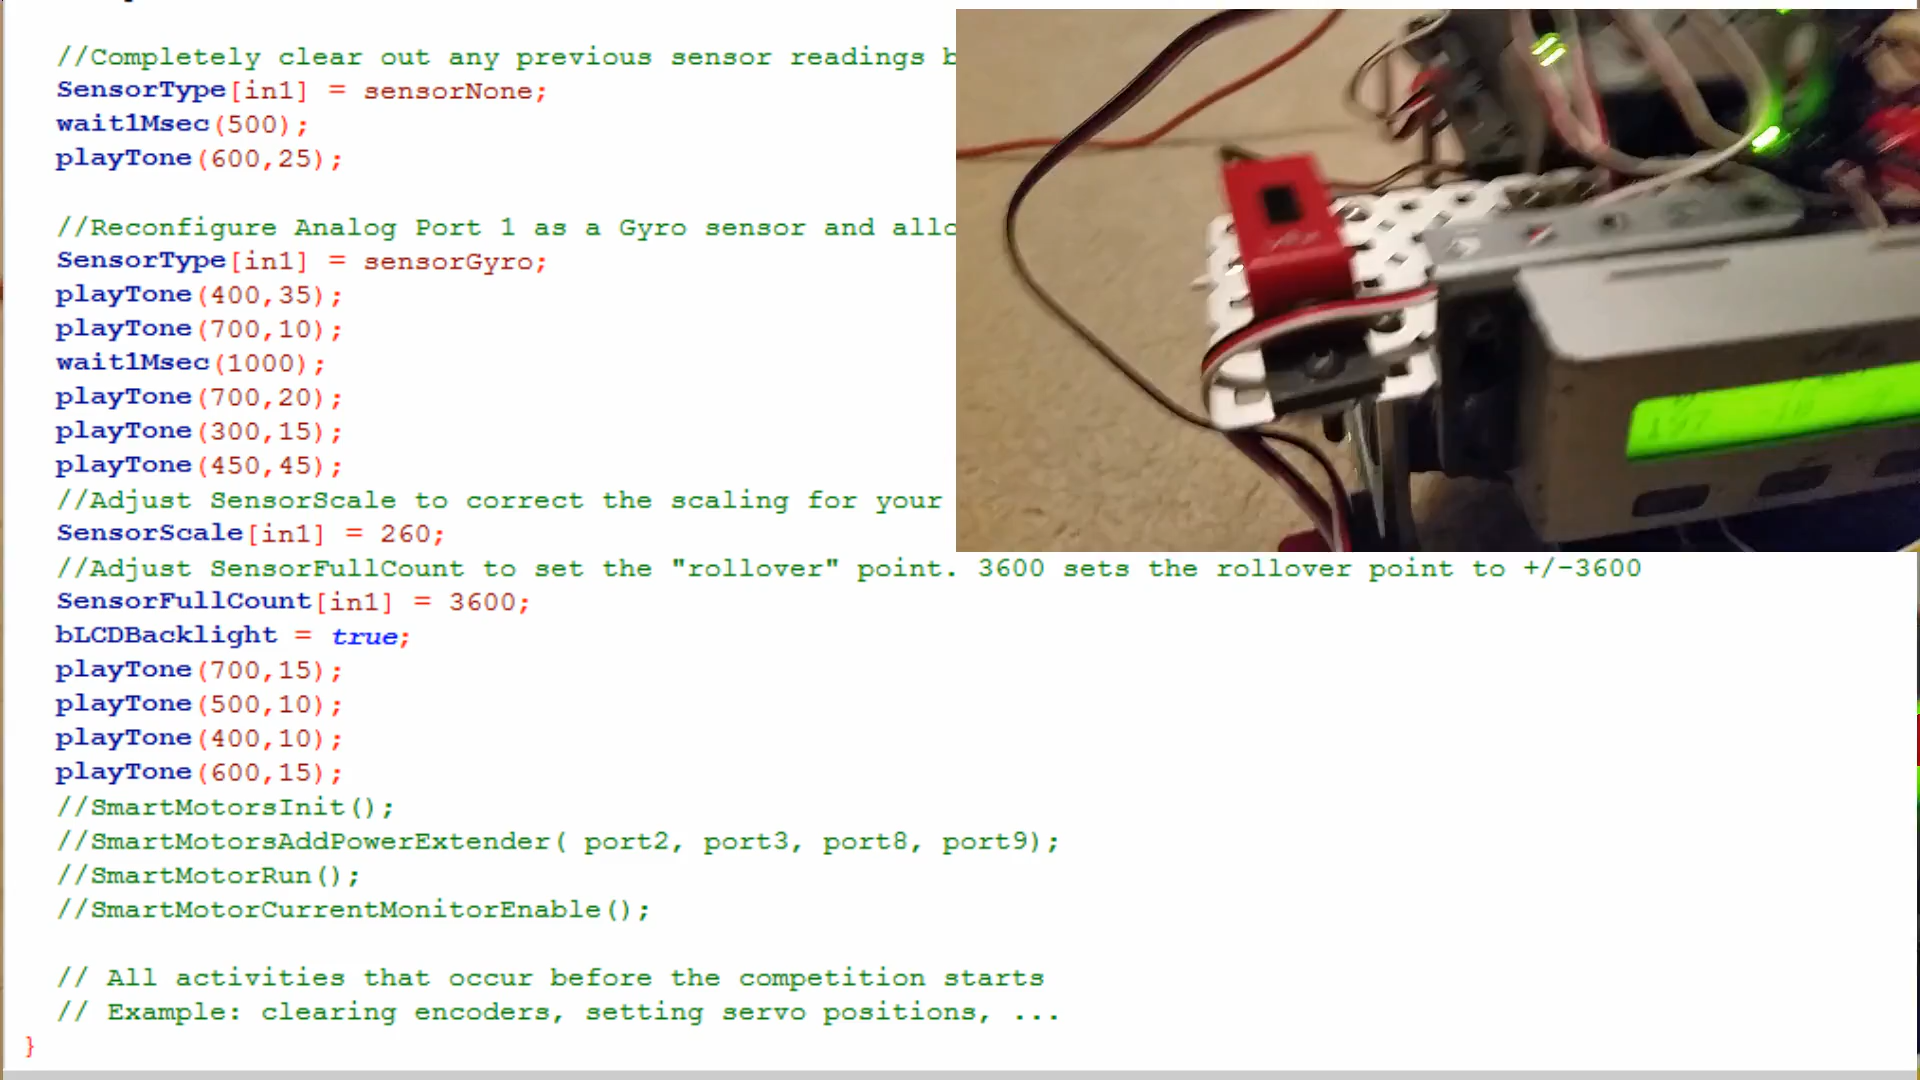 //Completely clear out any previous sensor readings b
SensorType[in1] = sensorNone;
wait1Msec(500);
playTone(600,25);
//Reconfigure Analog Port 1 as a Gyro sensor and allo
SensorType[in1] = sensorGyro;
playTone(400,35);
playTone(700,10);
wait1Msec(1000);
playTone(700,20);
playTone(300,15);
playTone(450,45);
//Adjust SensorScale to correct the scaling for your
SensorScale[in1] = 260;
//Adjust SensorFullCount to set the "rollover" point. 3600 sets the rollover point to +/-3600
SensorFullCount[in1] = 3600;
bLCDBacklight = true;
playTone(700,15);
playTone(500,10);
playTone(400,10);
playTone(600,15);
//SmartMotorsInit();
//SmartMotorsAddPowerExtender( port2, port3, port8, port9);
//SmartMotorRun();
//SmartMotorCurrentMonitorEnable();
// All activities that occur before the competition starts
// Example: clearing encoders, setting servo positions, ...
}
197